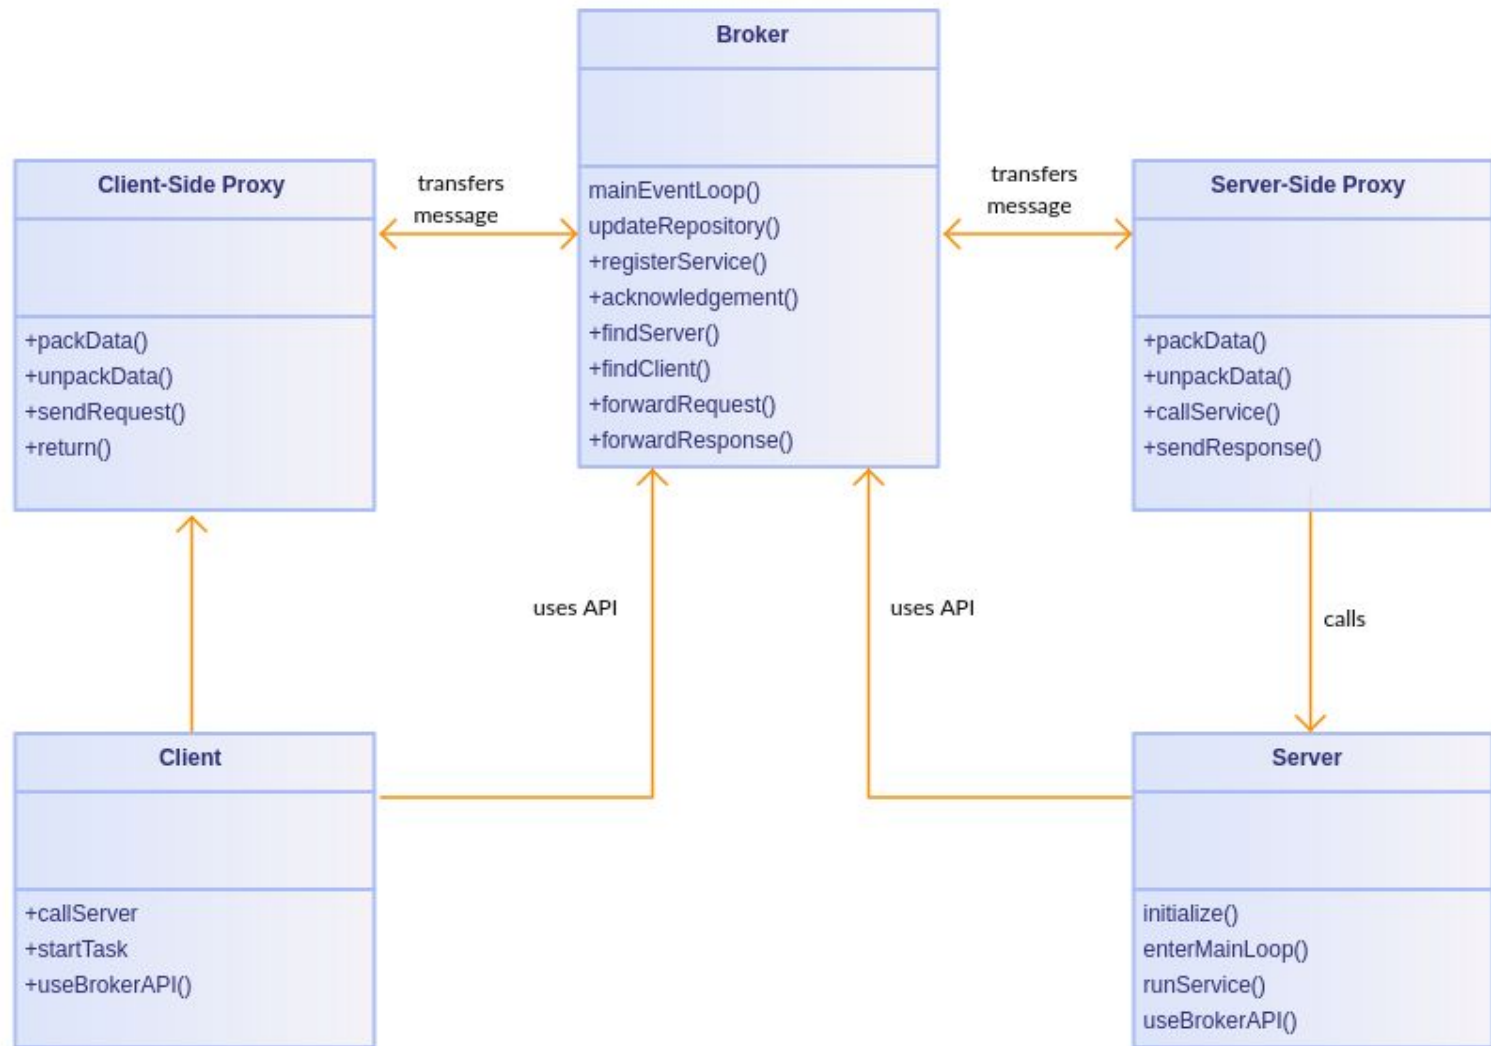 Broker
mainEventLoop()
updateRepository()
+registerService()
+acknowledgement()
+findServer()
+findClient()
+forwardRequest()
+forwardResponse()
Client-Side Proxy
+packData()
+unpackData()
+sendRequest()
+return()
transfers
message
transfers
message
Server-Side Proxy
+packData()
+unpackData()
+callService()
+sendResponse()
uses API
uses API
calls
Client
+callServer
+startTask
+useBrokerAPI()
Server
initialize()
enterMainLoop()
runService()
useBrokerAPI()